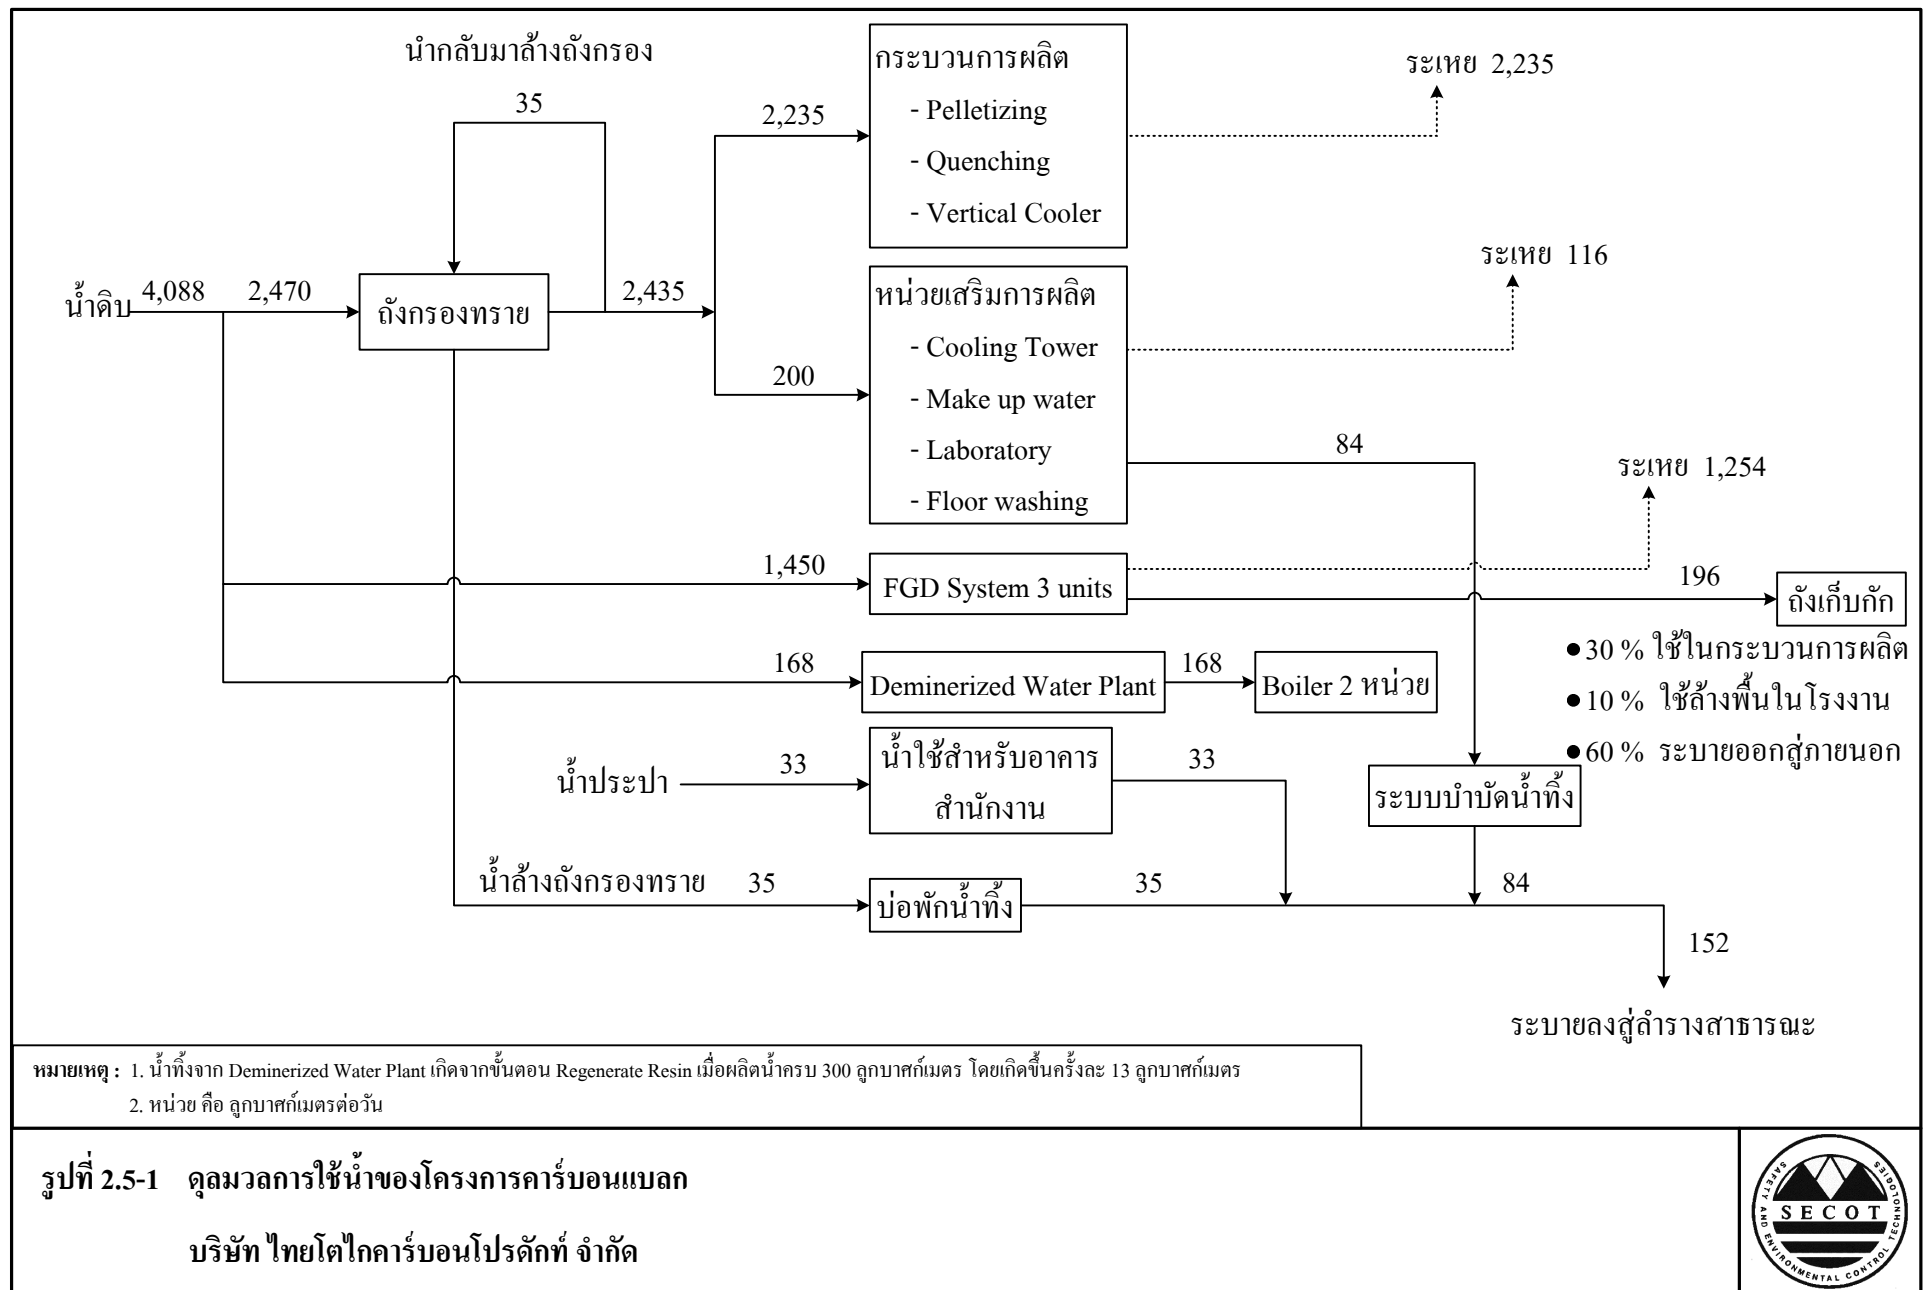 นำกลับมาล้างถังกรอง
35
น้ำดิบ
4,088
2,470
ถังกรองทราย
2,435
2,235
200
กระบวนการผลิต
- Pelletizing
- Quenching
- Vertical Cooler
ระเหย 2,235
หน่วยเสริมการผลิต
- Cooling Tower
- Make up water
- Laboratory
- Floor washing
ระเหย 116
84
1,450
FGD System 3 units
ระเหย 1,254
196
ถังเก็บกัก
● 30 % ใช้ในกระบวนการผลิต
● 10 % ใช้ล้างพื้นในโรงงาน
● 60 % ระบายออกสู่ภายนอก
168
Deminerized Water Plant
168
Boiler 2 หน่วย
น้ำประปา
33
น้ำใช้สำหรับอาคาร
สำนักงาน
33
ระบบบำบัดน้ำทิ้ง
น้ำล้างถังกรองทราย
35
บ่อพักน้ำทิ้ง
35
84
152
ระบายลงสู่ลำรางสาธารณะ
หมายเหตุ : 1. น้ำทิ้งจาก Deminerized Water Plant เกิดจากขั้นตอน Regenerate Resin เมื่อผลิตน้ำครบ 300 ลูกบาศก์เมตร โดยเกิดขึ้นครั้งละ 13 ลูกบาศก์เมตร
2. หน่วย คือ ลูกบาศก์เมตรต่อวัน
รูปที่ 2.5-1 ดุลมวลการใช้น้ำของโครงการคาร์บอนแบลก
บริษัท ไทยโตไกคาร์บอนโปรดักท์ จำกัด
SAFETY AND ENVIRONMENTAL CONTROL TECHNOLOGIES
SECOT